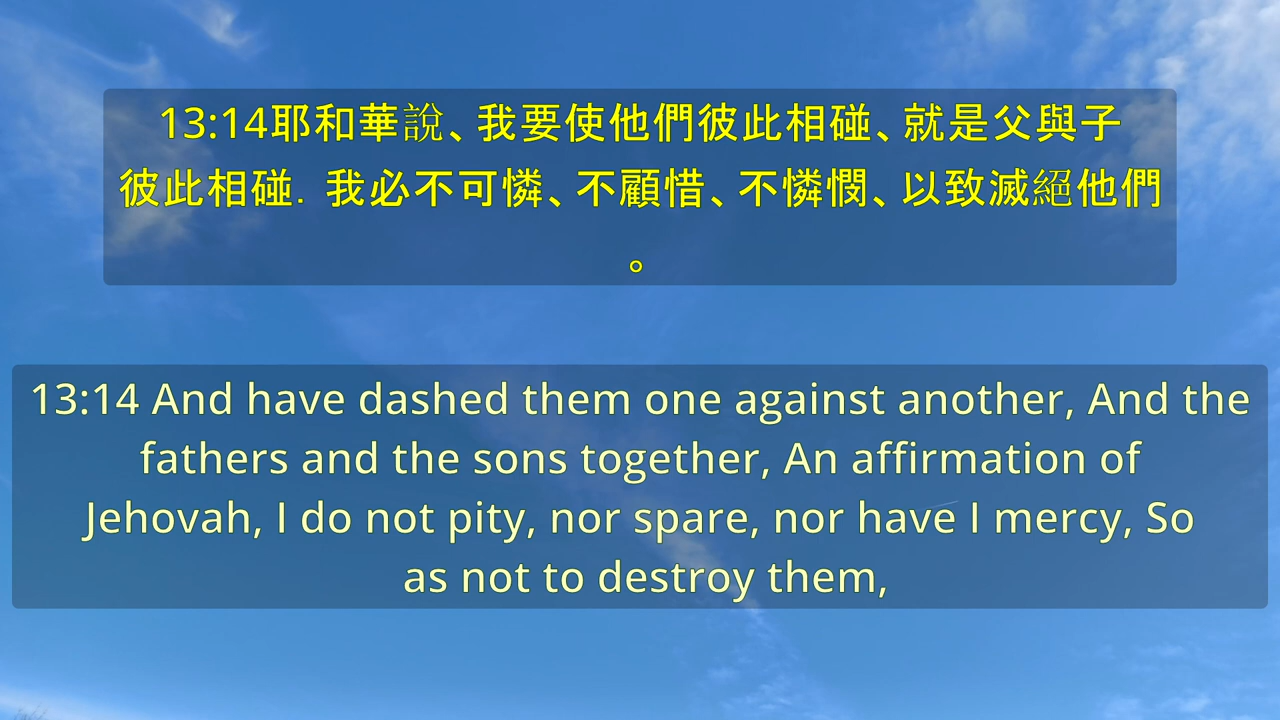 13:14耶和華說、我要使他們彼此相碰、就是父與子
彼此相碰．我必不可憐、不顧惜、不憐憫、以致滅絕他們
。
13:14 And have dashed them one against another, And the
fathers and the sons together, An affirmation of
Jehovah, I do not pity, nor spare, nor have I mercy, So
as not to destroy them,